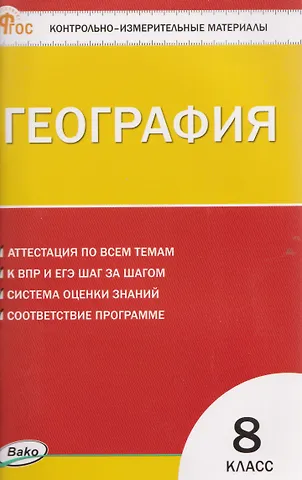 ФГОС
КОНТРОЛЬНО-ИЗМЕРИТЕЛЬНЫЕ МАТЕРИАЛЫ
ГЕОГРАФИЯ
АТТЕСТАЦИЯ ПО ВСЕМ ТЕМАМ
К ВПР И ЕГЭ ШАГ ЗА ШАГОМ
СИСТЕМА ОЦЕНКИ ЗНАНИЙ
СООТВЕТСТВИЕ ПРОГРАММЕ
Bako
8
КЛАСС